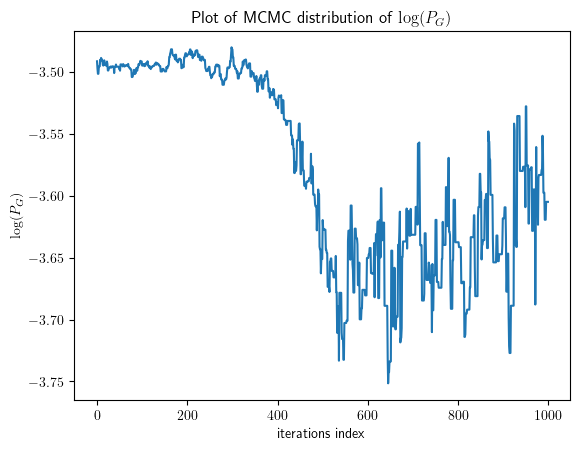 Plot of MCMC distribution of log(P_G)
−3.50
−3.55
−3.60
−3.65
−3.70
−3.75
log(P_G)
0 200 400 600 800 1000
iterations index